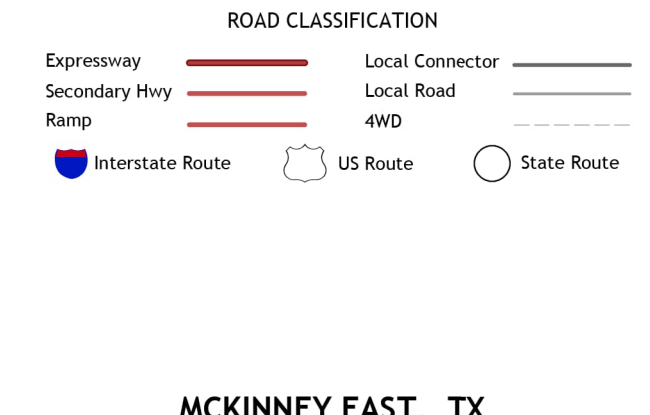 ROAD CLASSIFICATION
Expressway
Local Connector
Secondary Hwy
Local Road
Ramp
4WD
Interstate Route
US Route
State Route
MCKINNEY EAST, TX